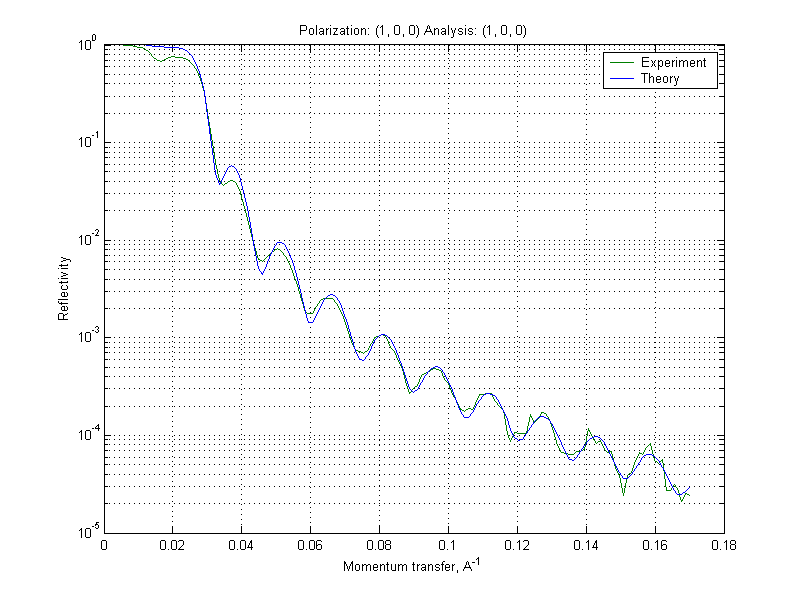 Polarization: (1, 0, 0) Analysis: (1, 0, 0)
Experiment
Theory
10^0
10^-1
10^-2
10^-3
10^-4
10^-5
Reflectivity
0 0.02 0.04 0.06 0.08 0.1 0.12 0.14 0.16 0.18
Momentum transfer, A^-1